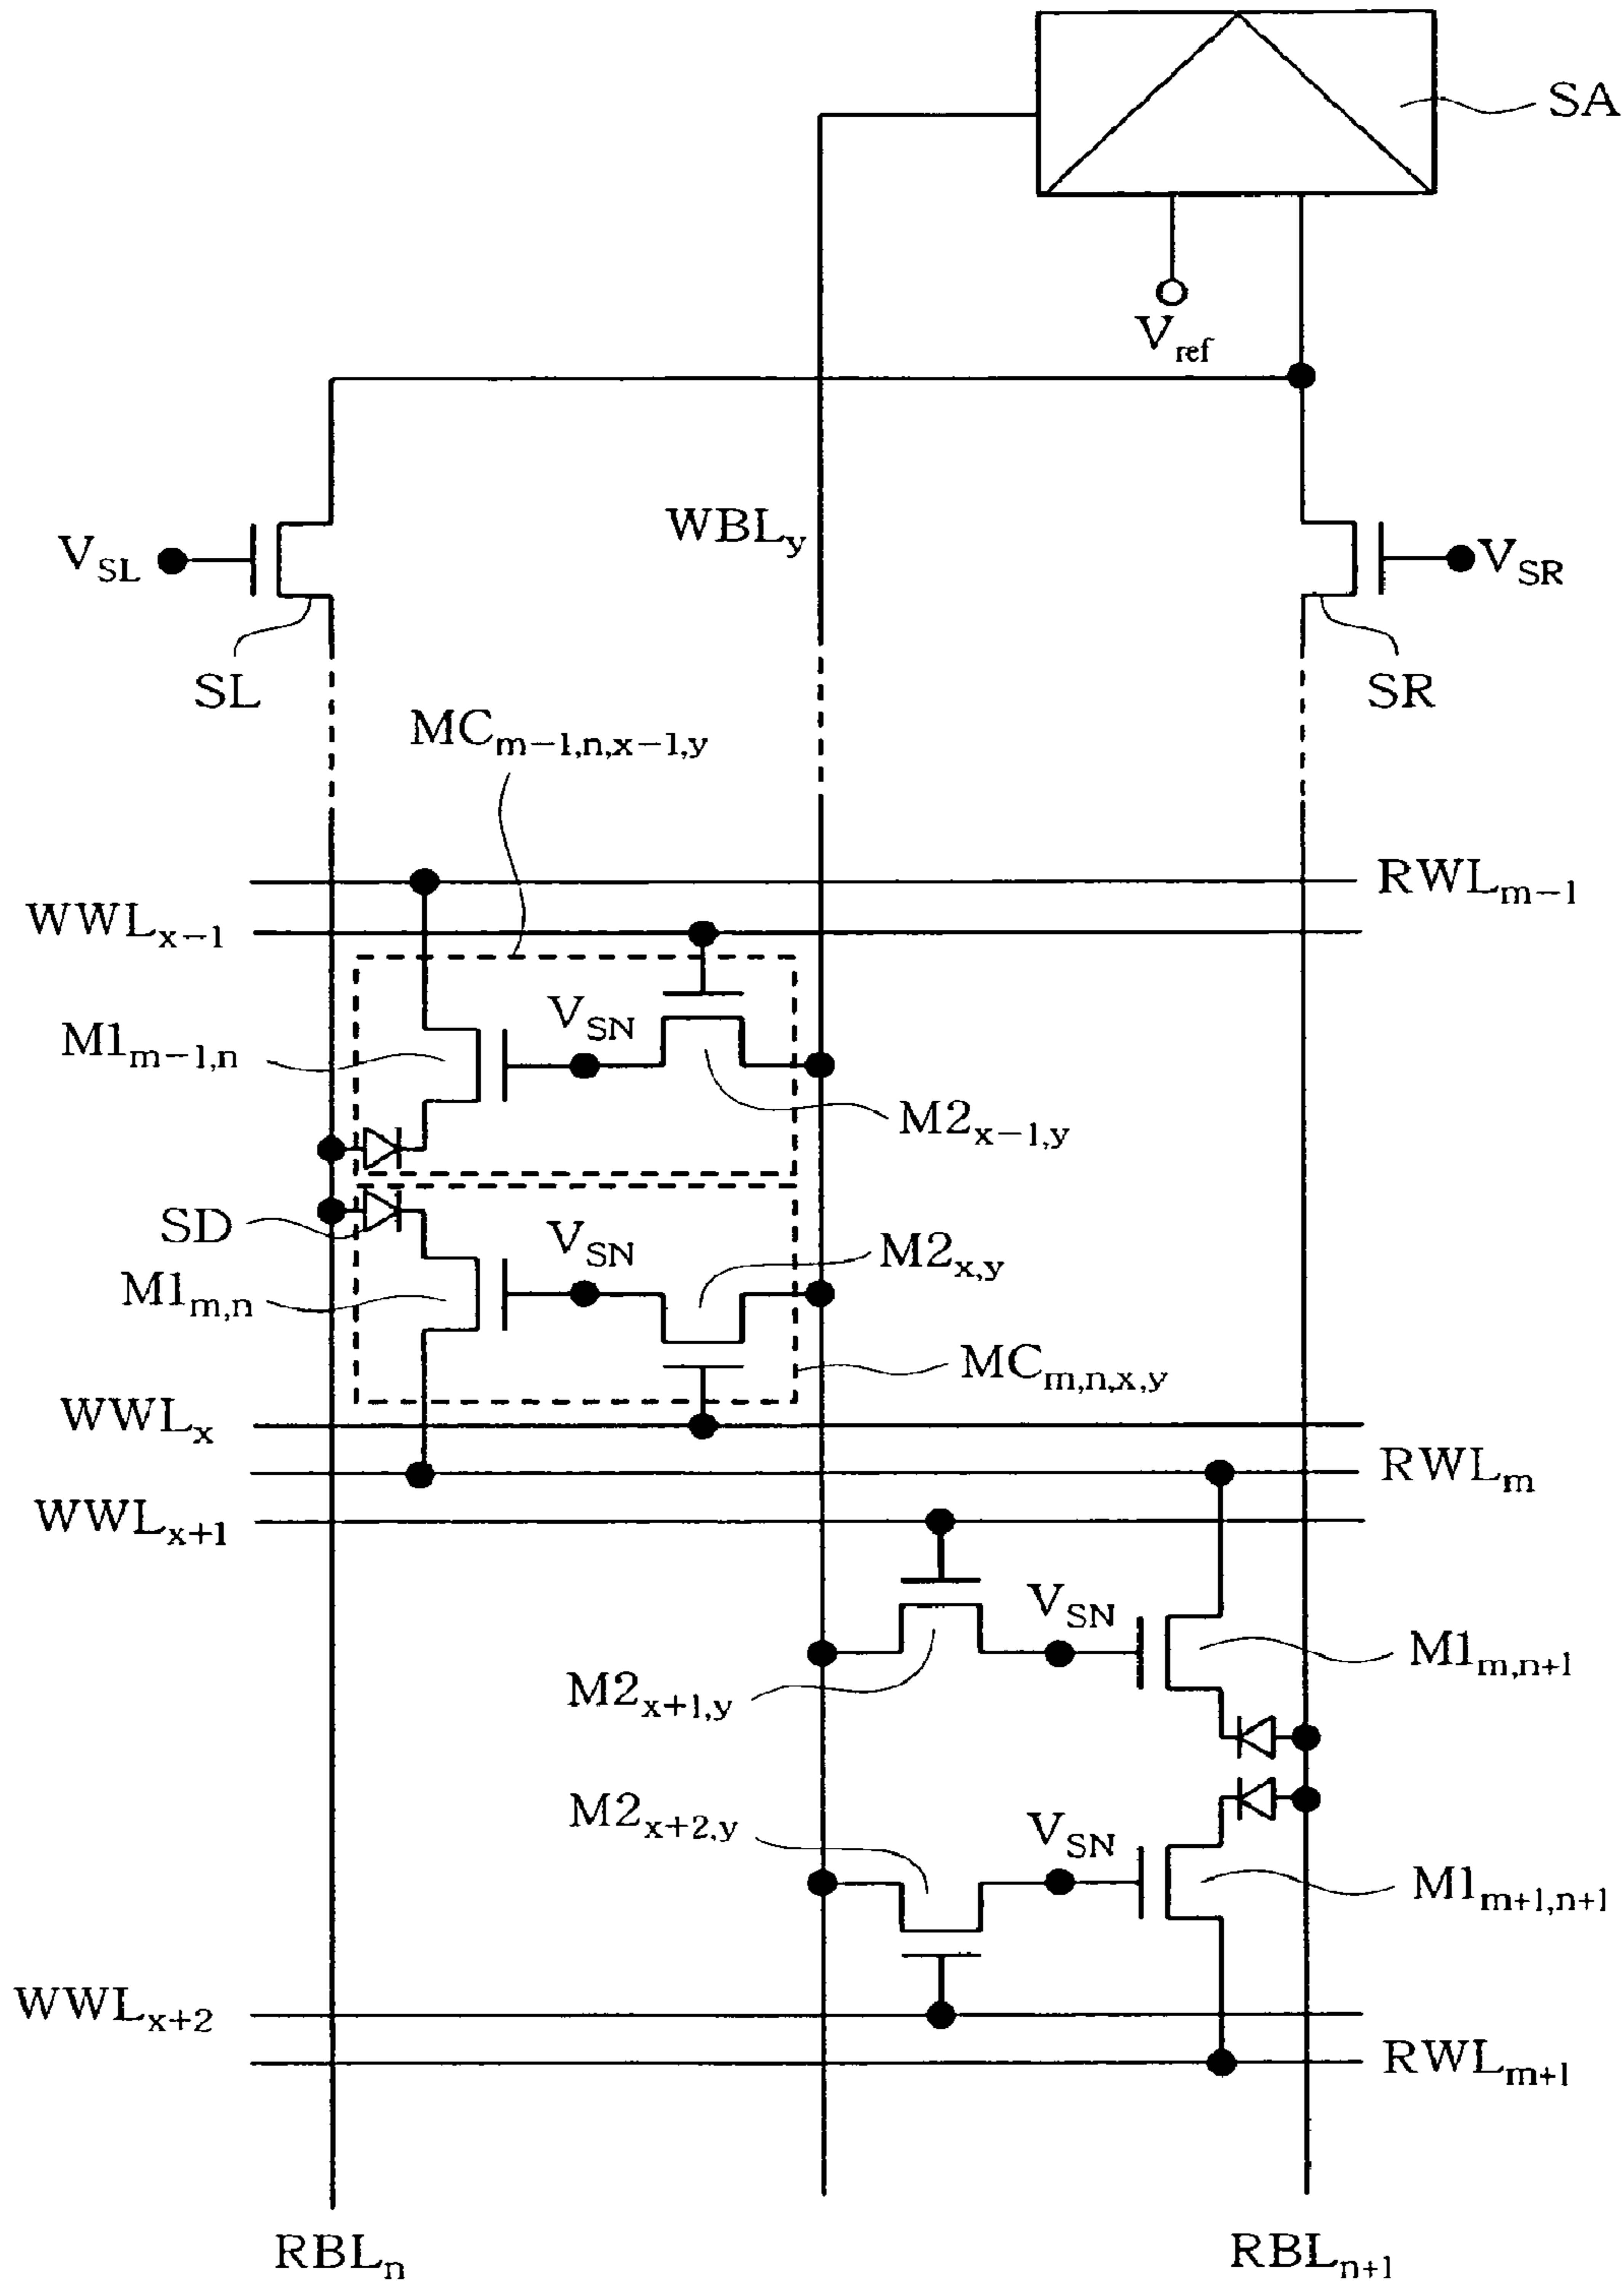 SA
V_ref
V_SL
WBL_y
V_SR
SL
SR
MC_m−1,n,x−1,y
RWL_m−1
WWL_x−1
V_SN
M1_m−1,n
M2_x−1,y
SD
V_SN
M2_x,y
M1_m,n
MC_m,n,x,y
WWL_x
RWL_m
WWL_x+1
V_SN
M1_m,n+1
M2_x+1,y
M2_x+2,y
V_SN
M1_m+1,n+1
WWL_x+2
RWL_m+1
RBL_n
RBL_n+1